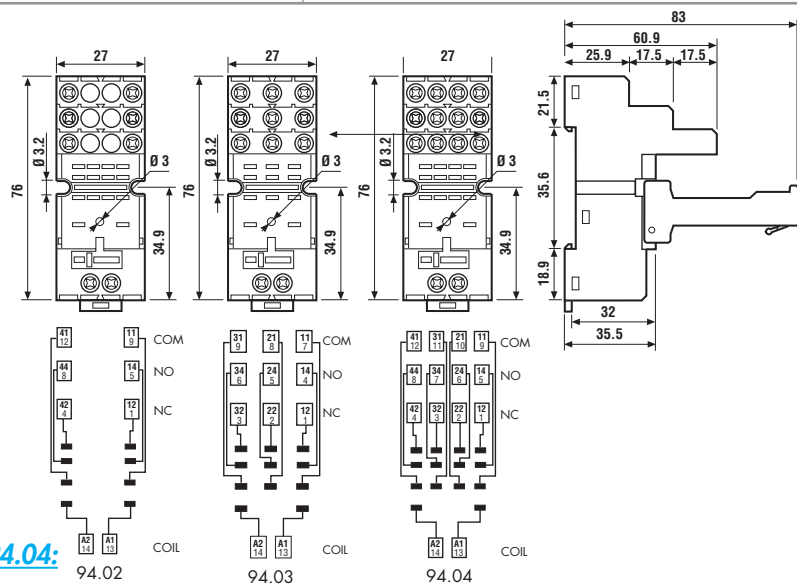 83
60.9
25.9 17.5 17.5
27 27 27
21.5
35.6
18.9
32
35.5
76 Ø 3.2 Ø 3 34.9
76 Ø 3.2 Ø 3 34.9
76 Ø 3.2 Ø 3 34.9
41 12 11 9 COM
44 8 14 5 NO
42 4 12 1 NC
A2 14 A1 13 COIL
94.02
31 9 21 8 11 7 COM
34 6 24 5 14 4 NO
32 3 22 2 12 1 NC
A2 14 A1 13 COIL
94.03
41 12 31 11 21 10 11 9 COM
44 8 34 7 24 6 14 5 NO
42 4 32 3 22 2 12 1 NC
A2 14 A1 13 COIL
94.04
4.04: